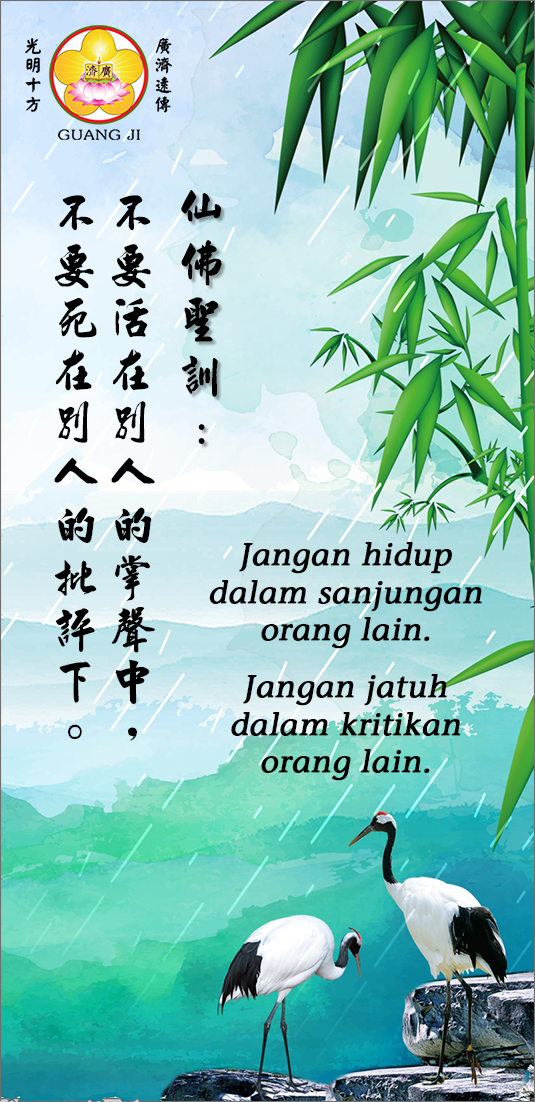 光明十方
廣濟遠傳
廣濟
GUANG JI
仙佛聖訓：
不要活在別人的掌聲中，
不要死在別人的批評下。
Jangan hidup
dalam sanjungan
orang lain.
Jangan jatuh
dalam kritikan
orang lain.